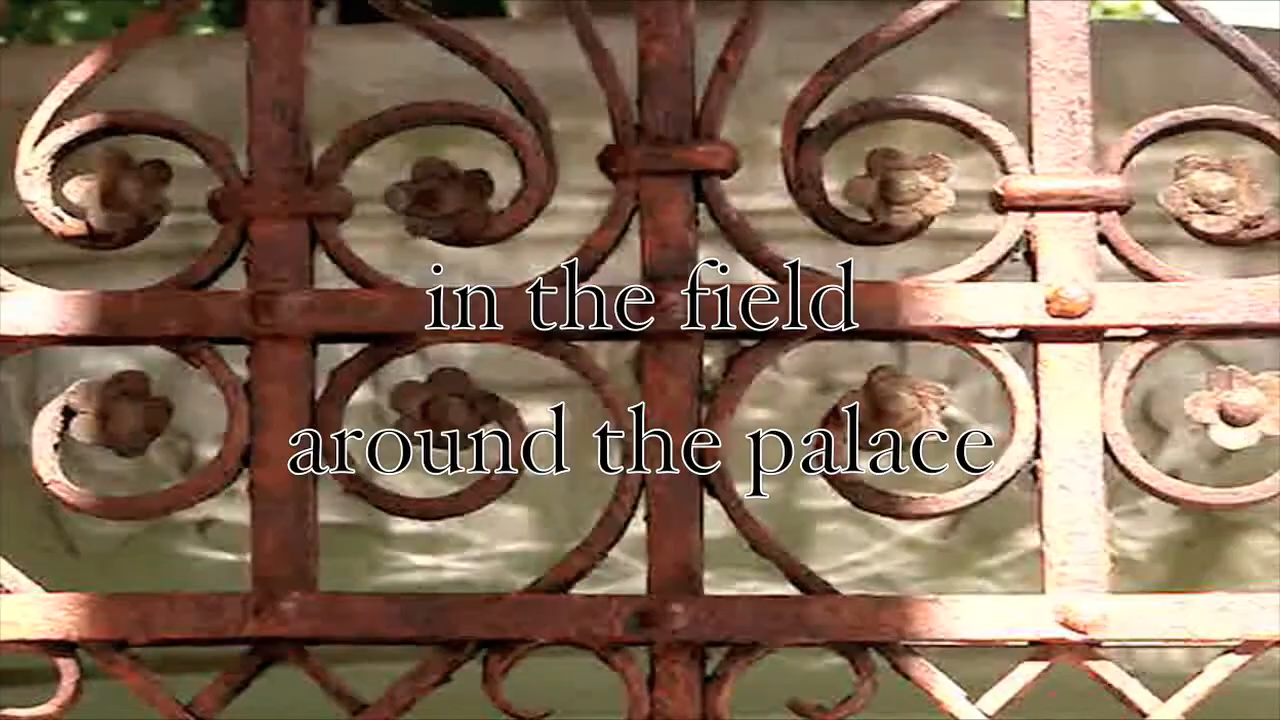 in the field
around the palace